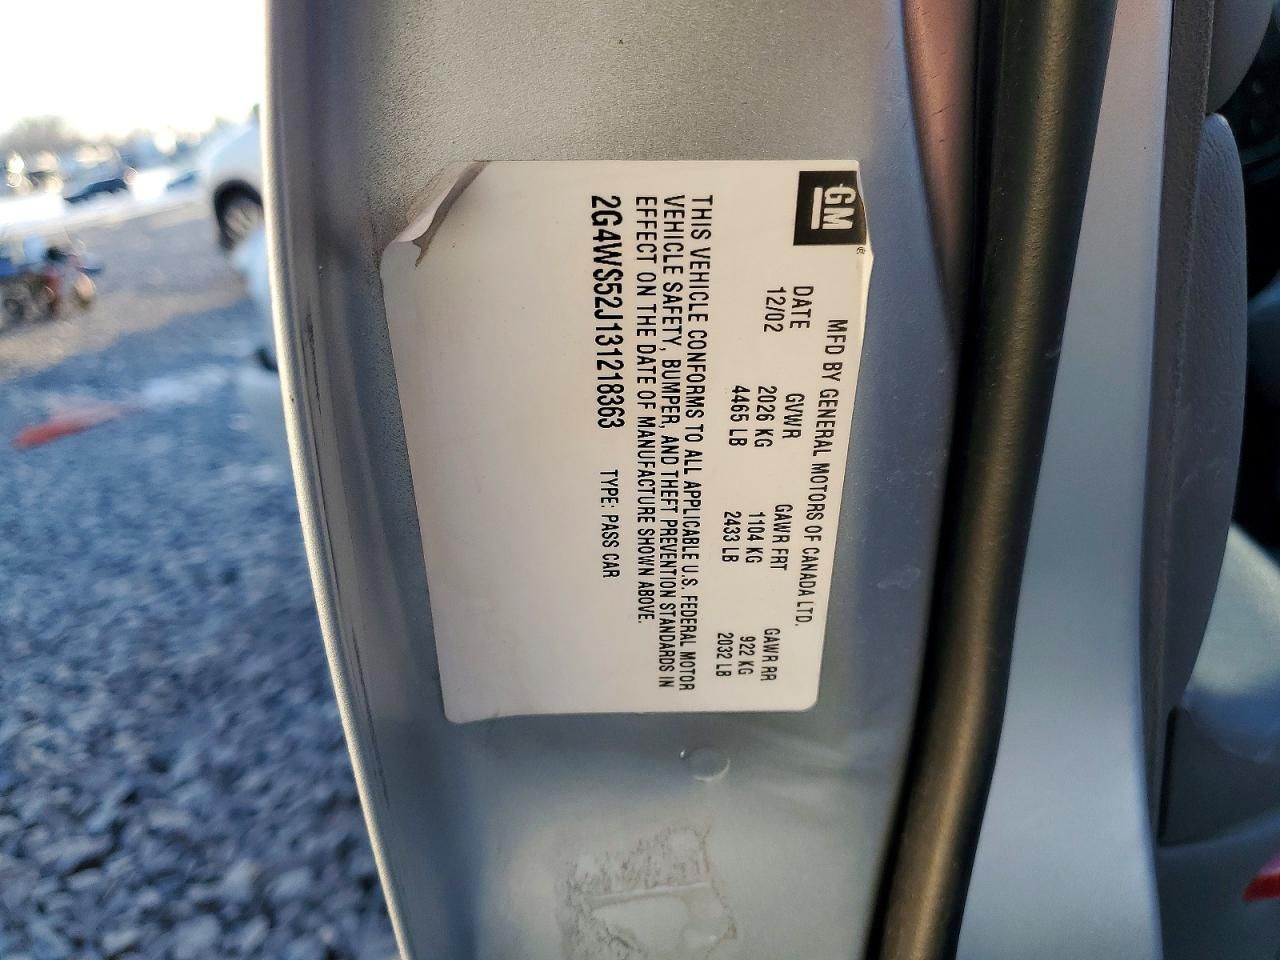 GM
MFD BY GENERAL MOTORS OF CANADA LTD.
DATE GVWR GAWR FRT GAWR RR
12/02 2026 KG 1104 KG 922 KG
4465 LB 2433 LB 2032 LB
THIS VEHICLE CONFORMS TO ALL APPLICABLE U.S. FEDERAL MOTOR
VEHICLE SAFETY, BUMPER, AND THEFT PREVENTION STANDARDS IN
EFFECT ON THE DATE OF MANUFACTURE SHOWN ABOVE.
2G4WS52J131218363 TYPE: PASS CAR